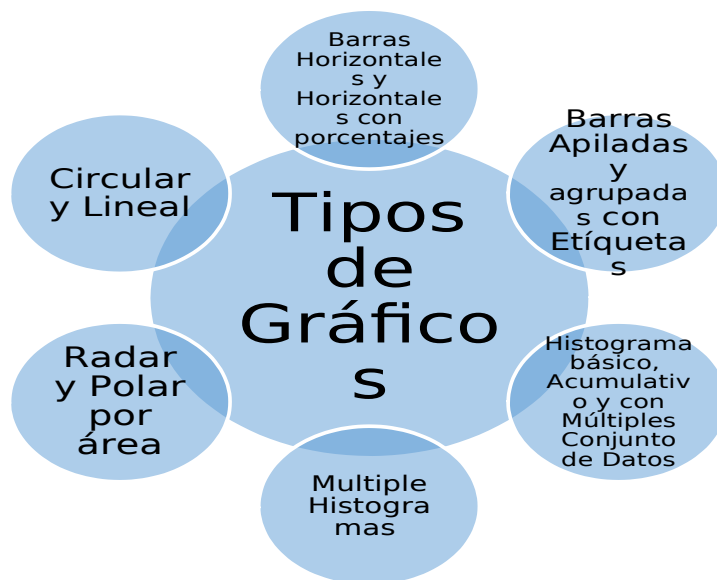 Barras
Horizontale
s y
Horizontale
s con
porcentajes
Barras
Apiladas
y
agrupada
s con
Etíqueta
s
Circular
y Lineal
Tipos
de
Gráfico
s
Radar
y Polar
por
área
Histograma
básico,
Acumulativ
o y con
Múltiples
Conjunto
de Datos
Multiple
Histogra
mas